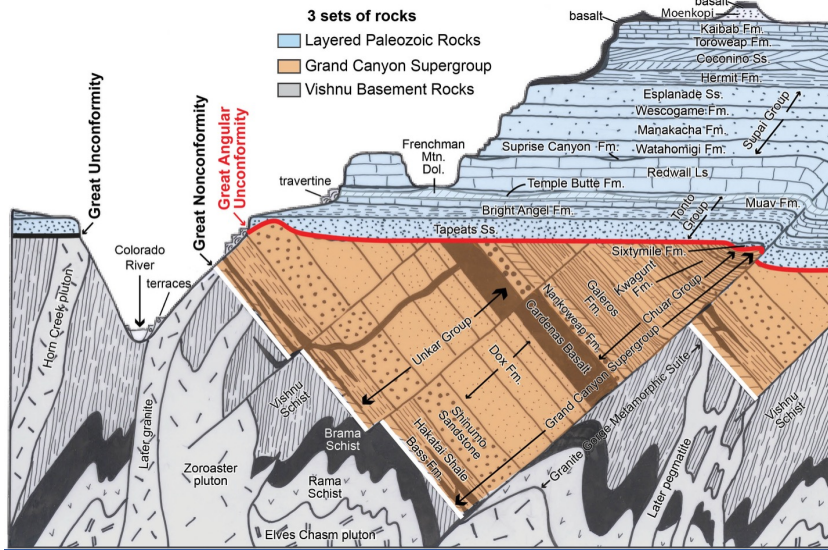 3 sets of rocks
Layered Paleozoic Rocks
Grand Canyon Supergroup
Vishnu Basement Rocks
basalt
basalt
Moenkopi
Kaibab Fm.
Toroweap Fm.
Coconino Ss.
Hermit Fm.
Esplanade Ss.
Wescogame Fm.
Manakacha Fm.
Watahomigi Fm.
Supai Group
Suprise Canyon Fm.
Redwall Ls
Frenchman
Mtn.
Dol.
Temple Butte Fm.
travertine
Muav Fm.
Bright Angel Fm.
Tonto
Group
Tapeats Ss.
Great Unconformity
Great Nonconformity
Great Angular
Unconformity
Colorado
River
terraces
Horn Creek pluton
Sixtymile Fm.
Kwagunt
Fm.
Galeros
Fm.
Chuar Group
Nankoweap Fm.
Cardenas Basalt
Unkar Group
Dox Fm.
Grand Canyon Supergroup
Shinumo
Sandstone
Hakatai Shale
Bass Fm.
Granite Gorge Metamorphic Suite
Vishnu
Schist
Vishnu
Schist
Brama
Schist
Rama
Schist
Later granite
Zoroaster
pluton
Elves Chasm pluton
Later pegmatite